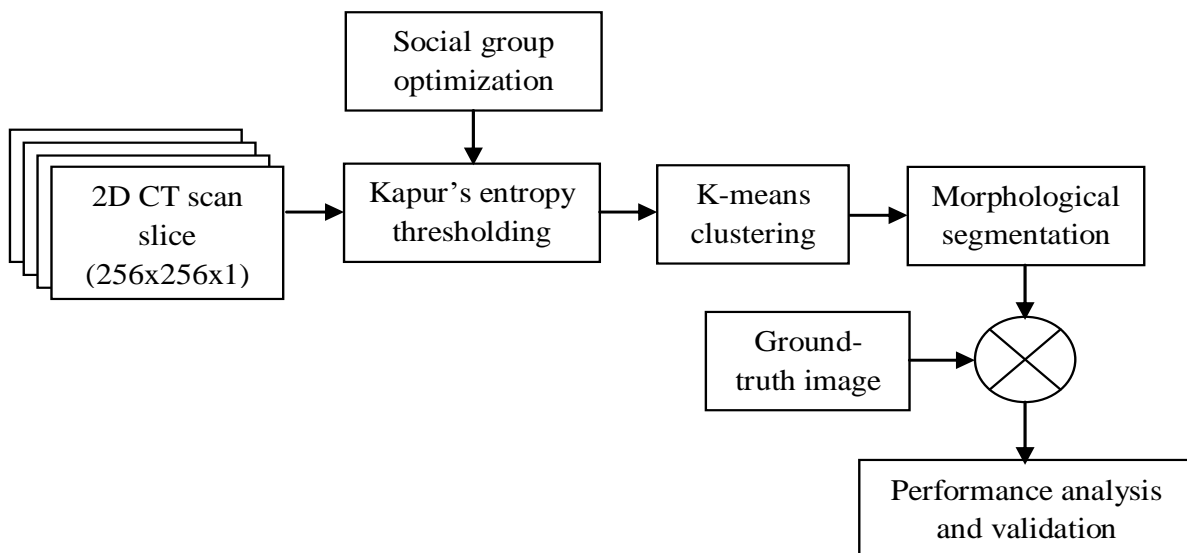 Social group
optimization
2D CT scan
slice
(256x256x1)
Kapur’s entropy
thresholding
K-means
clustering
Morphological
segmentation
Ground-
truth image
Performance analysis
and validation